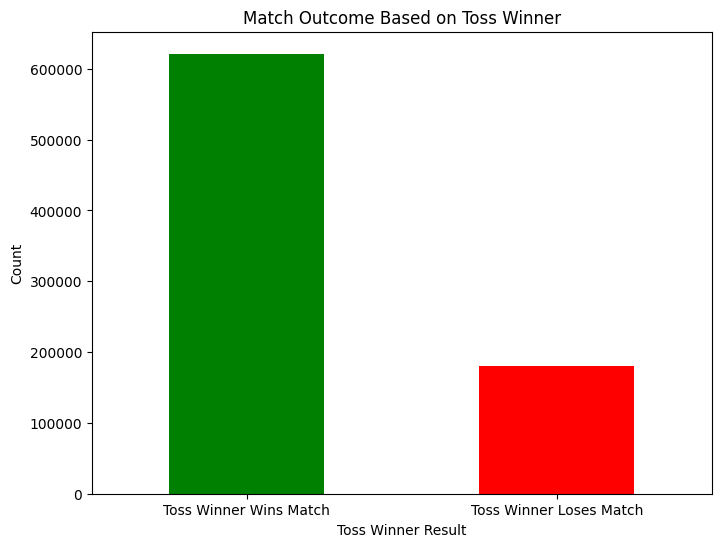 Match Outcome Based on Toss Winner
600000
500000
400000
300000
200000
100000
0
Count
Toss Winner Wins Match
Toss Winner Loses Match
Toss Winner Result